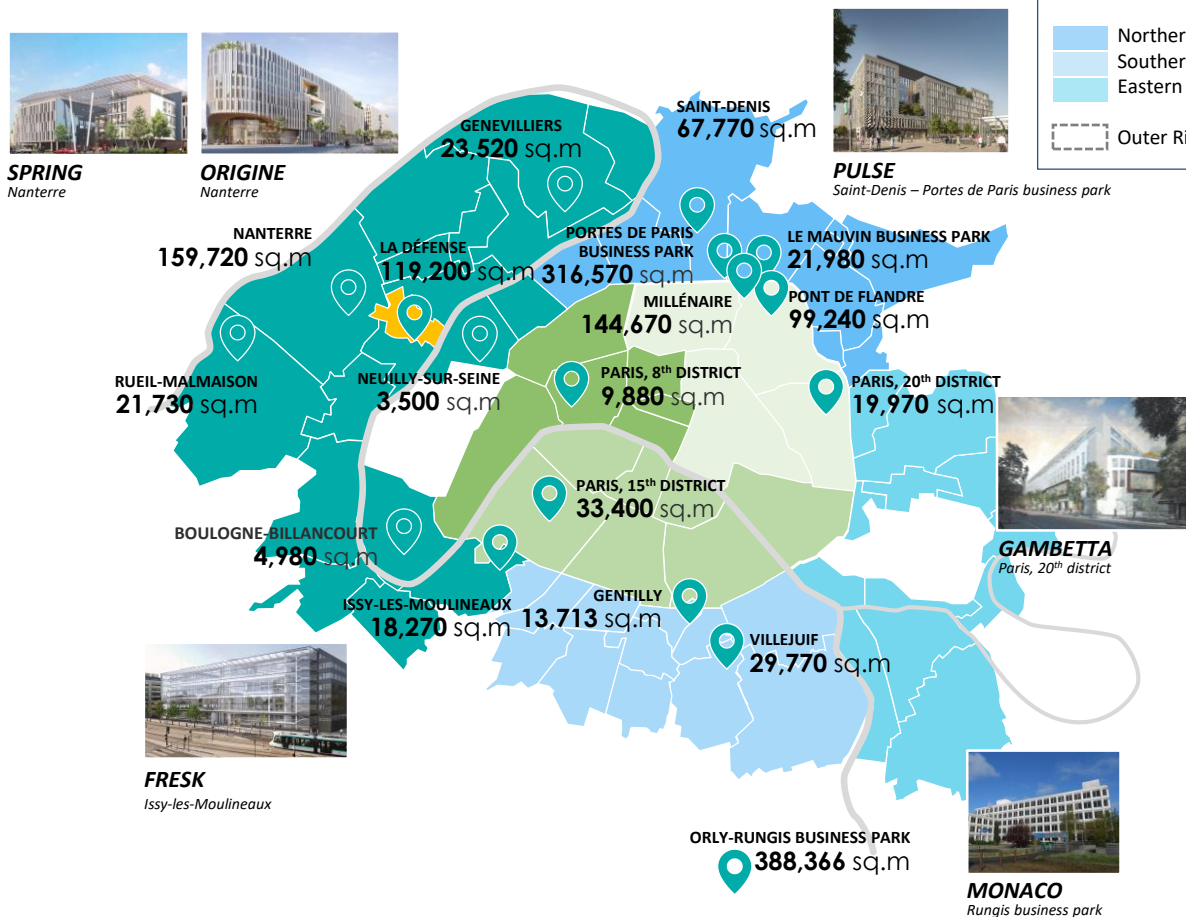 Norther
Souther
Eastern
Outer Ri
SPRING
Nanterre
ORIGINE
Nanterre
PULSE
Saint-Denis – Portes de Paris business park
SAINT-DENIS
67,770 sq.m
GENEVILLIERS
23,520 sq.m
NANTERRE
159,720 sq.m
LA DÉFENSE
119,200 sq.m
PORTES DE PARIS
BUSINESS PARK
316,570 sq.m
LE MAUVIN BUSINESS PARK
21,980 sq.m
MILLÉNAIRE
144,670 sq.m
PONT DE FLANDRE
99,240 sq.m
RUEIL-MALMAISON
21,730 sq.m
NEUILLY-SUR-SEINE
3,500 sq.m
PARIS, 8th DISTRICT
9,880 sq.m
PARIS, 20th DISTRICT
19,970 sq.m
PARIS, 15th DISTRICT
33,400 sq.m
BOULOGNE-BILLANCOURT
4,980 sq.m
GAMBETTA
Paris, 20th district
ISSY-LES-MOULINEAUX
18,270 sq.m
GENTILLY
13,713 sq.m
VILLEJUIF
29,770 sq.m
FRESK
Issy-les-Moulineaux
ORLY-RUNGIS BUSINESS PARK
388,366 sq.m
MONACO
Rungis business park